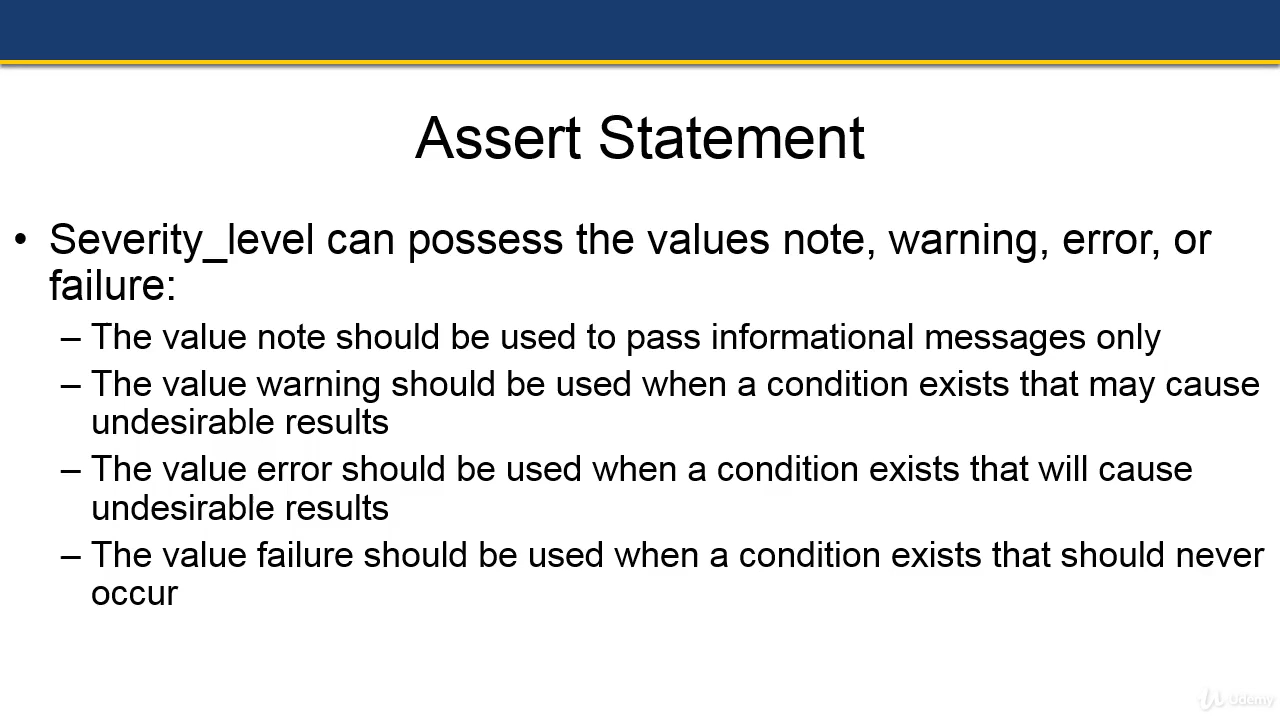 Assert Statement
• Severity_level can possess the values note, warning, error, or
failure:
– The value note should be used to pass informational messages only
– The value warning should be used when a condition exists that may cause
undesirable results
– The value error should be used when a condition exists that will cause
undesirable results
– The value failure should be used when a condition exists that should never
occur
Udemy